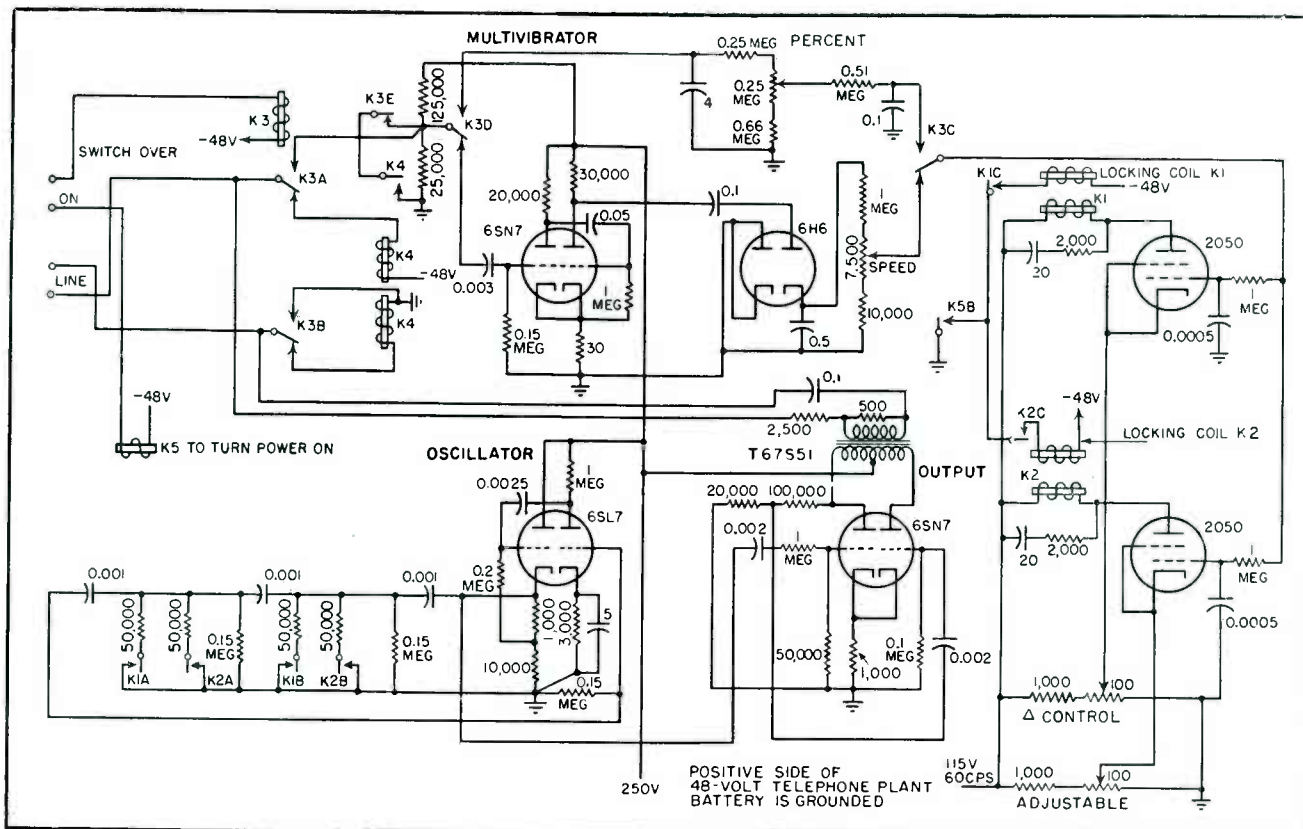 MULTIVIBRATOR
0.25 MEG
PERCENT
K3
-48V
SWITCH OVER
K3E
125,000
K3D
4
0.25
MEG
0.51
MEG
0.1
K3C
ON
K3A
K4
25,000
0.66
MEG
K1C
LOCKING COIL K1
-48V
20,000
30,000
0.1
1
MEG
K1
0.05
6SN7
6H6
7,500
SPEED
20
2,000
2050
LINE
K4
-48V
0.003
1
MEG
1
MEG
K3B
K4
0.15
MEG
30
0.5
10,000
K5B
0.0005
-48V
0.1
500
2,500
K2C
-48V
K5 TO TURN POWER ON
LOCKING COIL K2
OSCILLATOR
T67S51
OUTPUT
1
MEG
K2
0.0025
20,000
100,000
6SL7
6SN7
20
2,000
2050
0.002
1
MEG
1
MEG
0.001
0.001
0.001
0.2
MEG
50,000
50,000
0.15
MEG
50,000
50,000
0.15
MEG
1,000
3,000
5
0.0005
10,000
50,000
0.1
MEG
1,000
0.002
K1A
K2A
K1B
K2B
0.15
MEG
1,000
100
Δ CONTROL
250V
POSITIVE SIDE OF
48-VOLT TELEPHONE PLANT
BATTERY IS GROUNDED
115V
60CPS
1,000
100
ADJUSTABLE